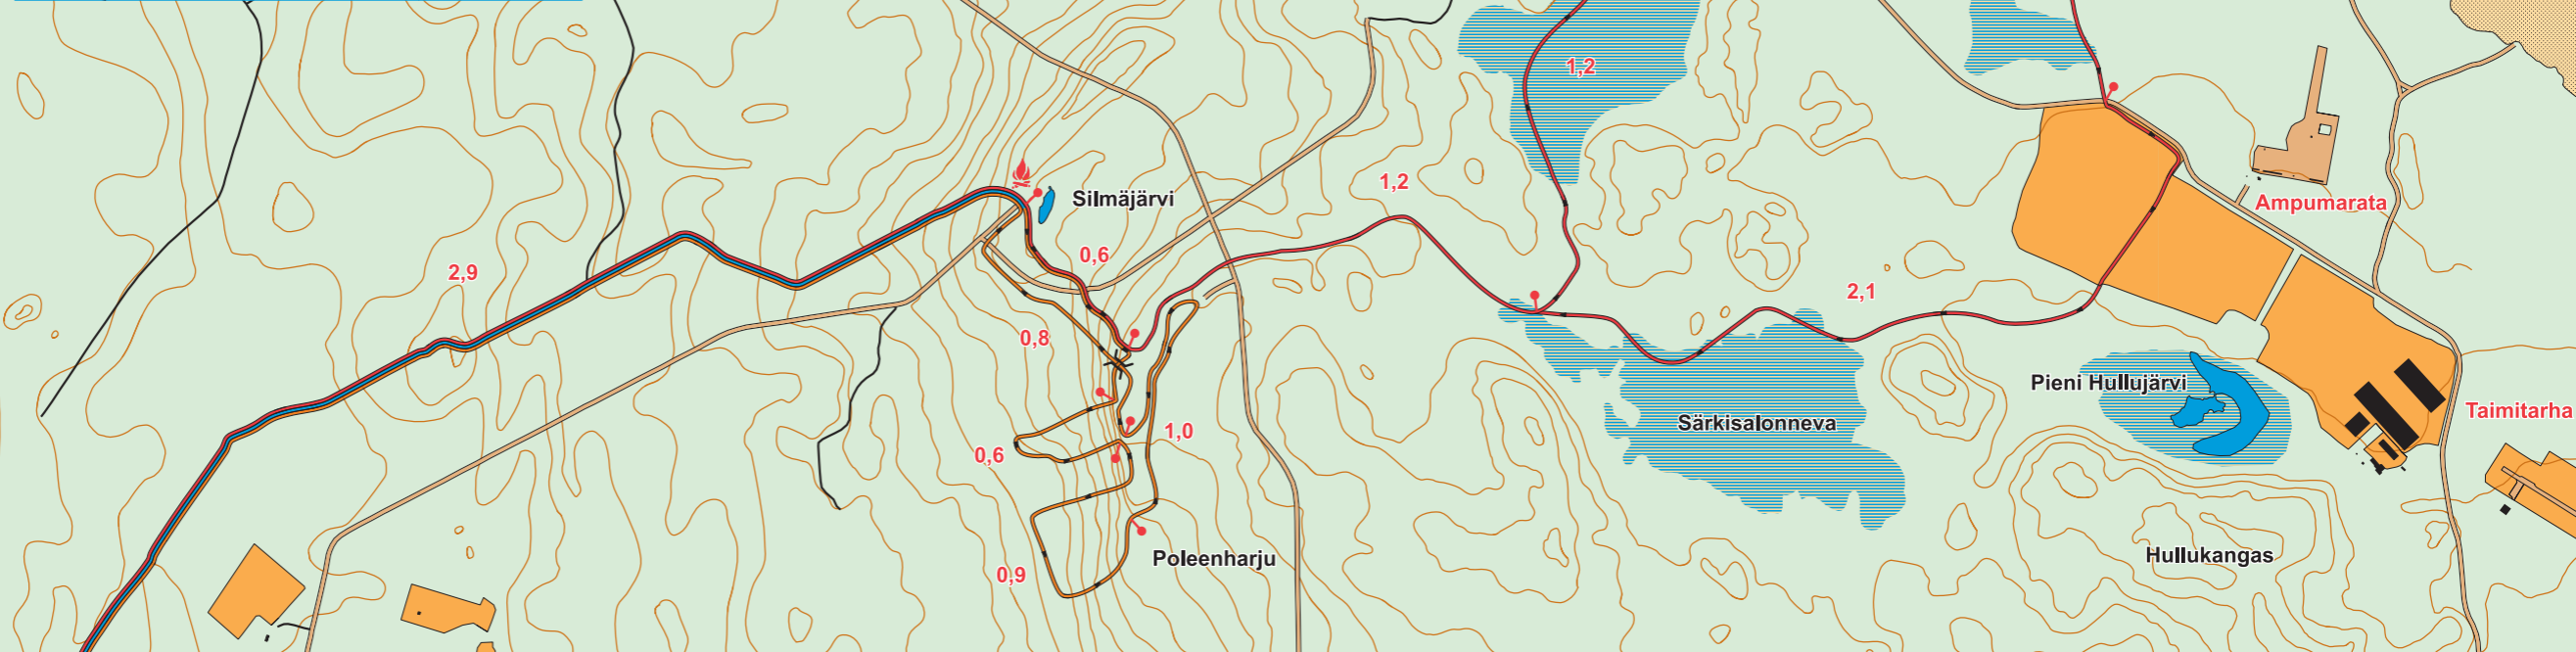 1,2
1,2
Silmäjärvi
Ampumarata
0,6
2,9
2,1
0,8
Pieni Hullujärvi
Taimitarha
Särkisalonneva
1,0
0,6
Poleenharju
Hullukangas
0,9